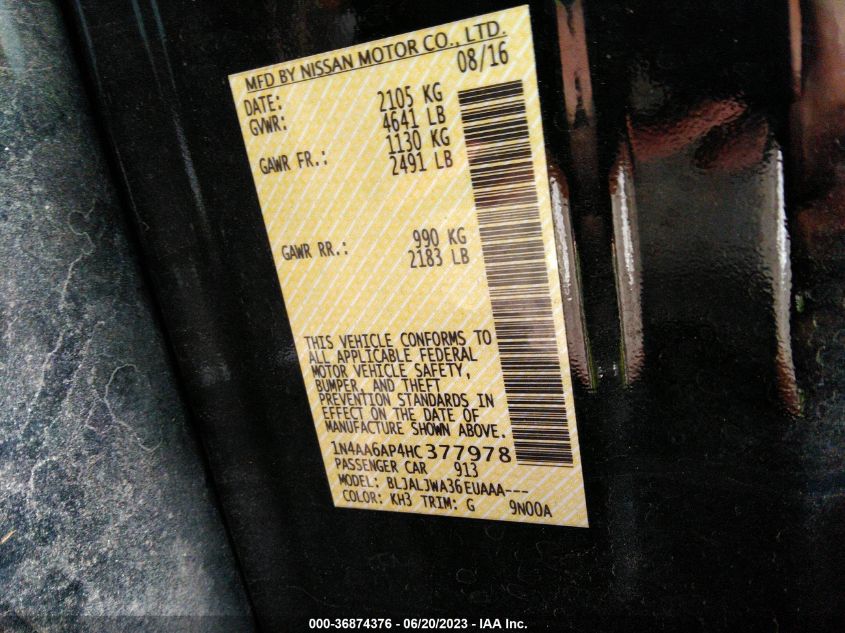 MFD BY NISSAN MOTOR CO., LTD.
DATE: 08/16
GVWR: 2105 KG
4641 LB
GAWR FR.: 1130 KG
2491 LB
GAWR RR.: 990 KG
2183 LB
THIS VEHICLE CONFORMS TO
ALL APPLICABLE FEDERAL
MOTOR VEHICLE SAFETY,
BUMPER, AND THEFT
PREVENTION STANDARDS IN
EFFECT ON THE DATE OF
MANUFACTURE SHOWN ABOVE.
1N4AA6AP4HC377978
PASSENGER CAR 913
MODEL: BLJALJWA36EUAAA---
COLOR: KH3 TRIM: G 9N00A
000-36874376 - 06/20/2023 - IAA Inc.